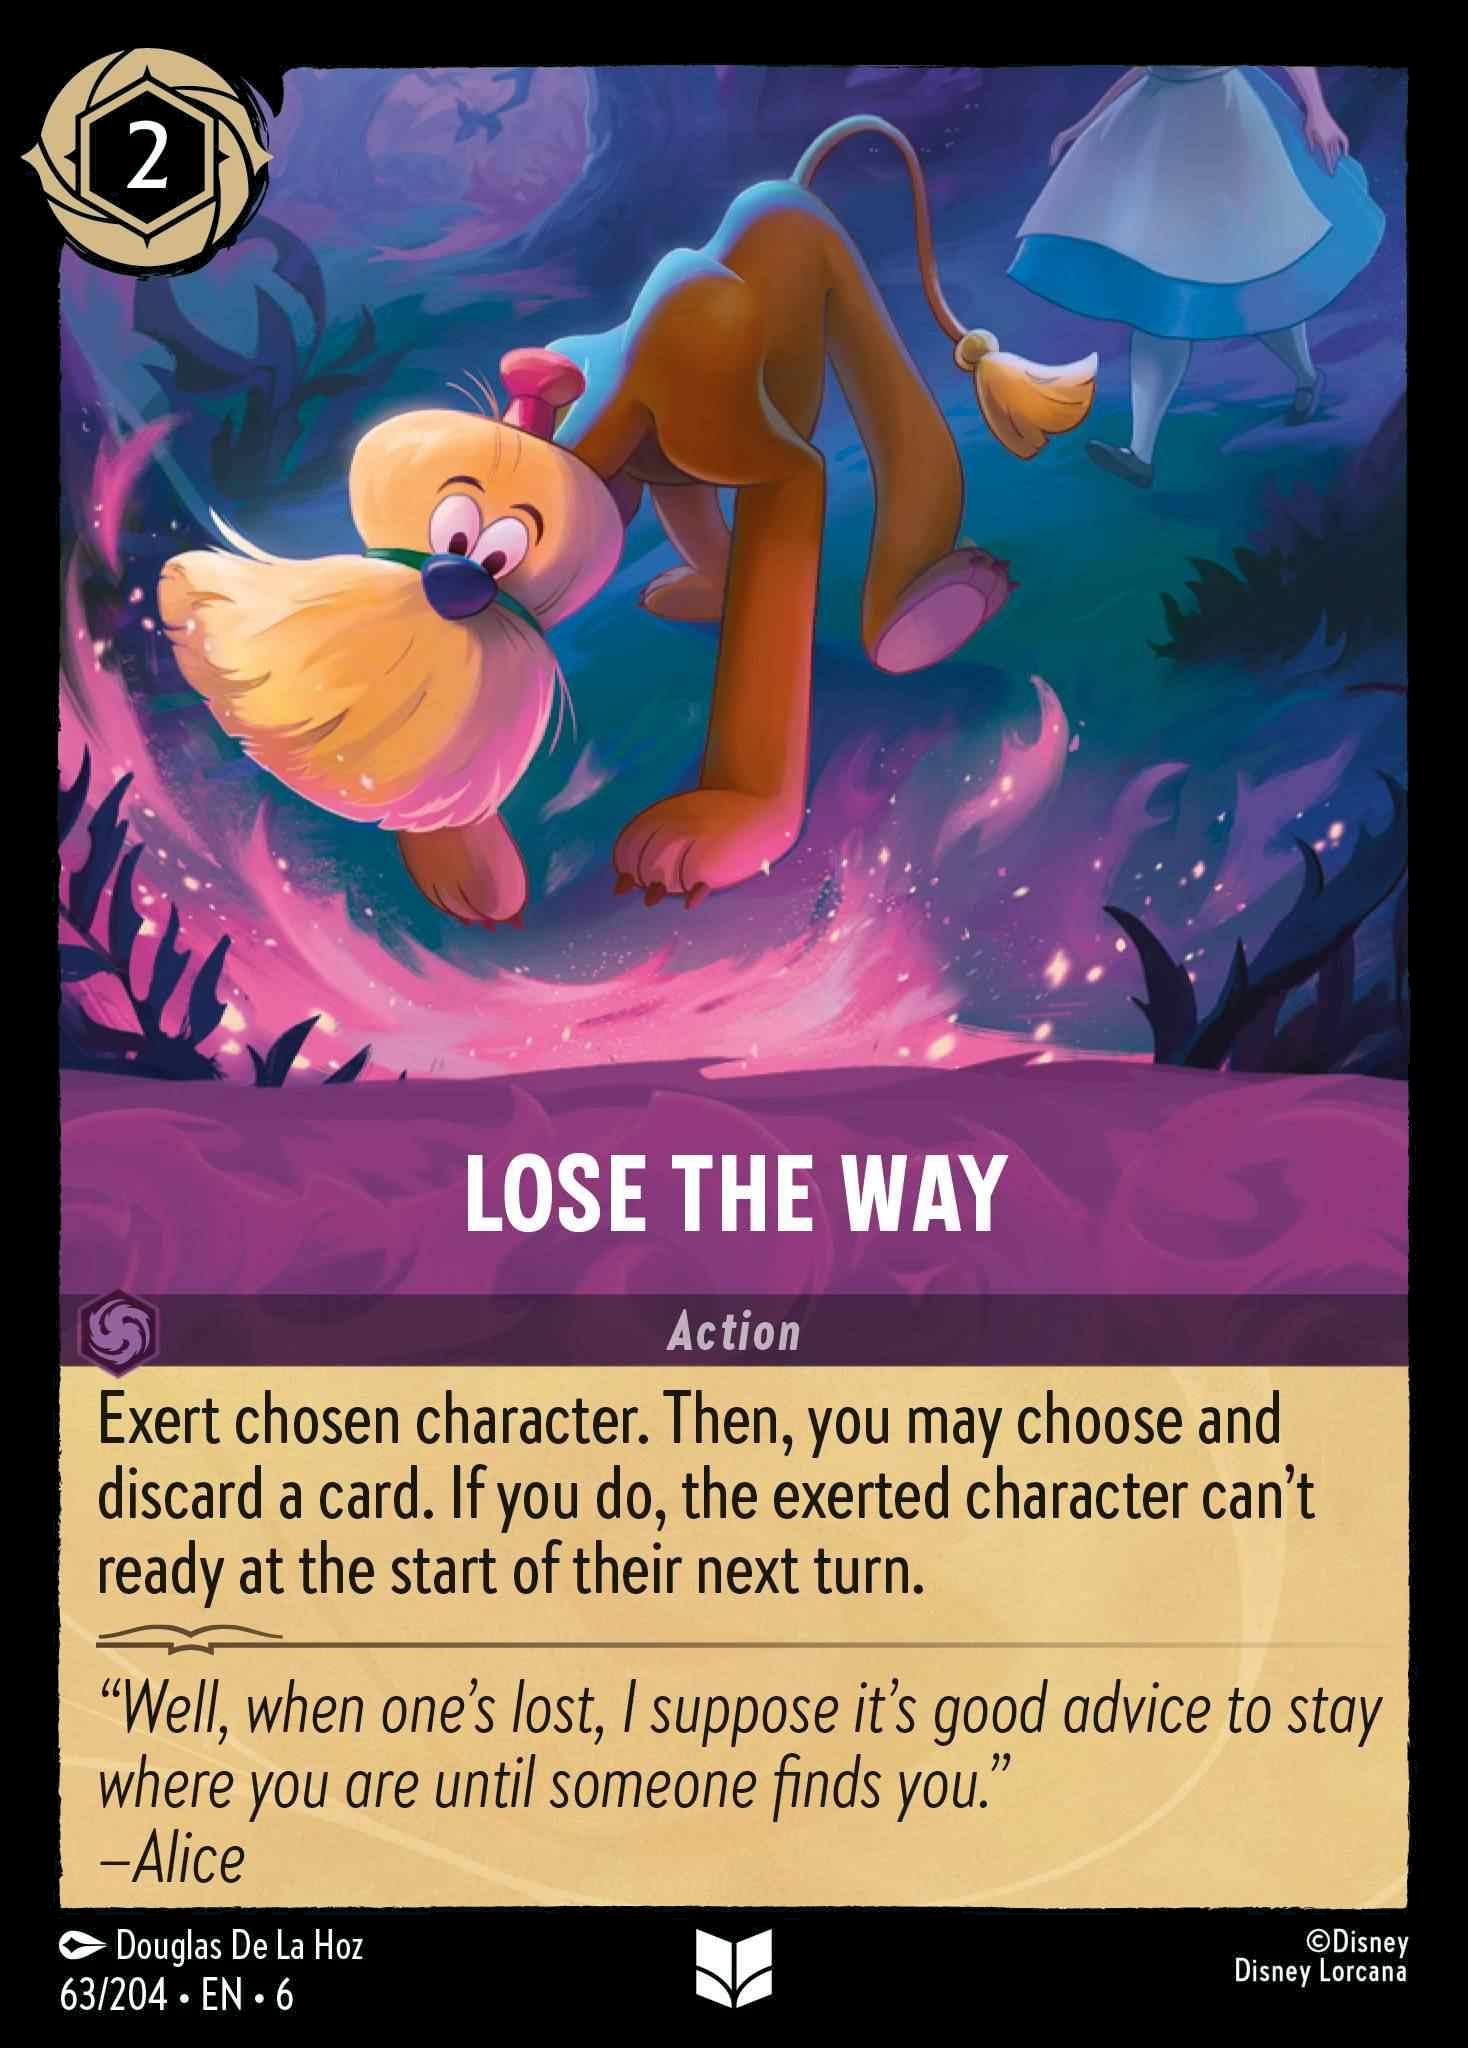 2
LOSE THE WAY
Action
Exert chosen character. Then, you may choose and
discard a card. If you do, the exerted character can’t
ready at the start of their next turn.
“Well, when one’s lost, I suppose it’s good advice to stay
where you are until someone finds you.”
–Alice
Douglas De La Hoz
63/204 • EN • 6
©Disney
Disney Lorcana